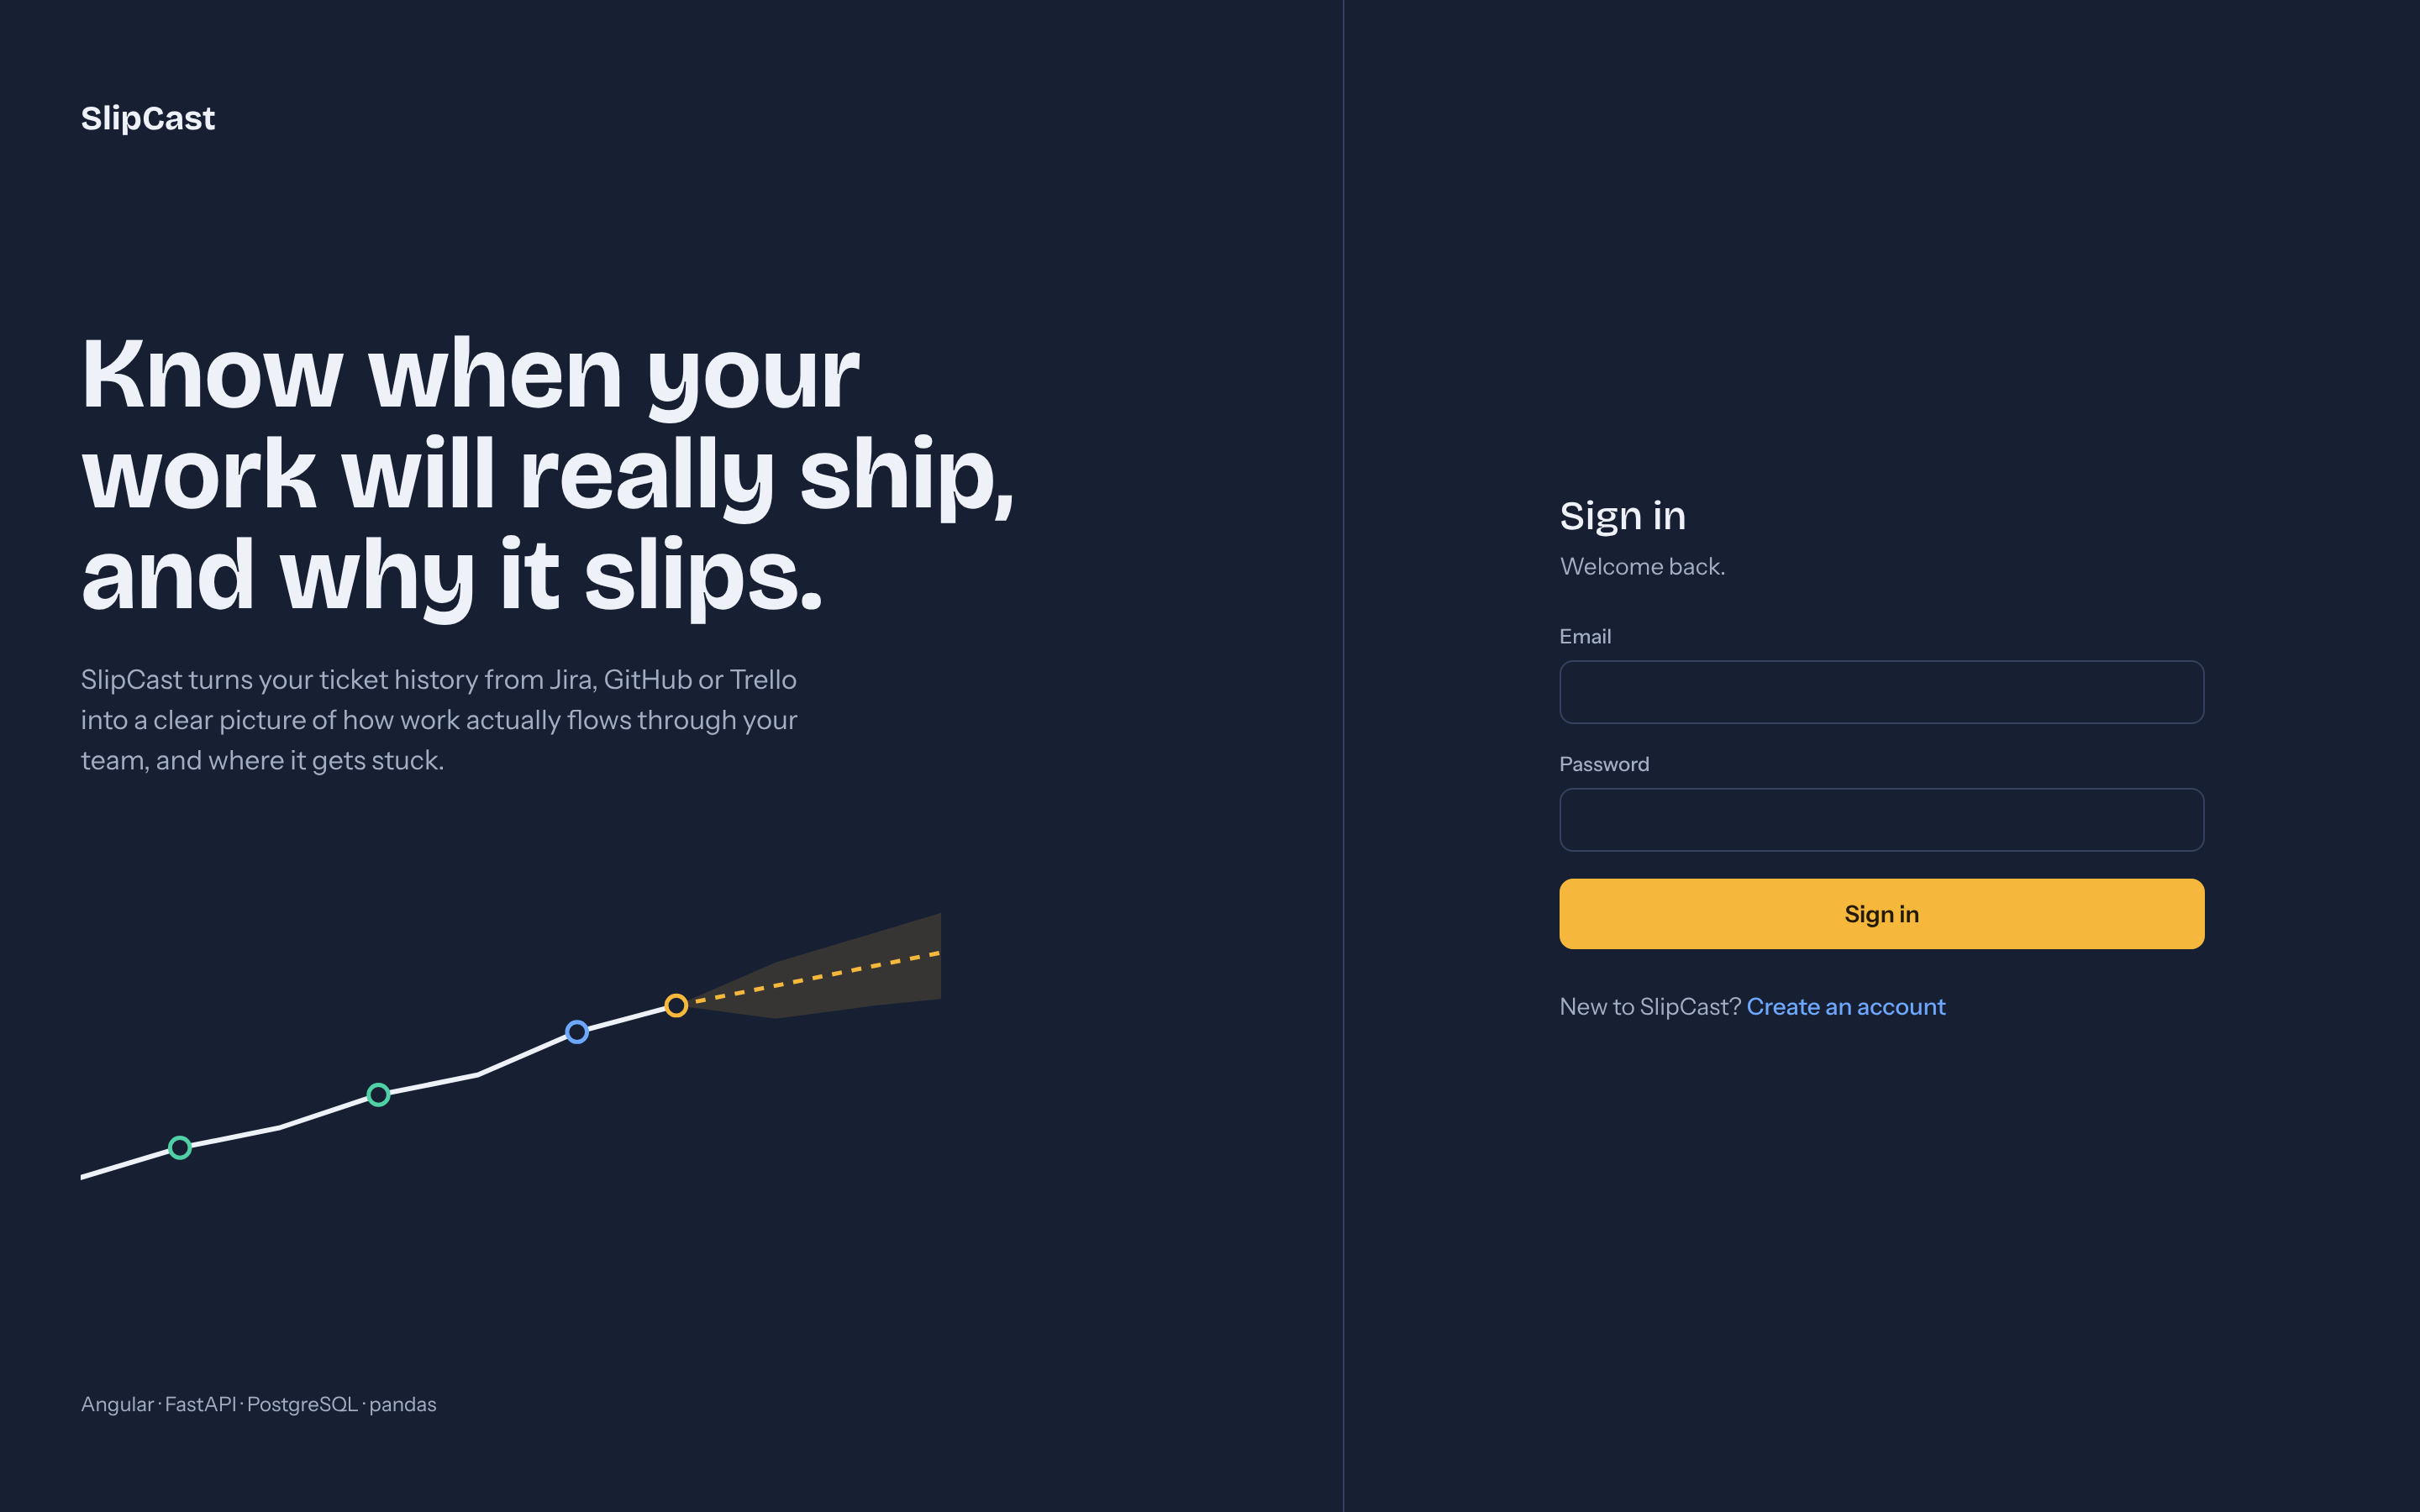 SlipCast
Know when your
work will really ship,
and why it slips.
SlipCast turns your ticket history from Jira, GitHub or Trello
into a clear picture of how work actually flows through your
team, and where it gets stuck.
Angular · FastAPI · PostgreSQL · pandas
Sign in
Welcome back.
Email
Password
Sign in
New to SlipCast? Create an account